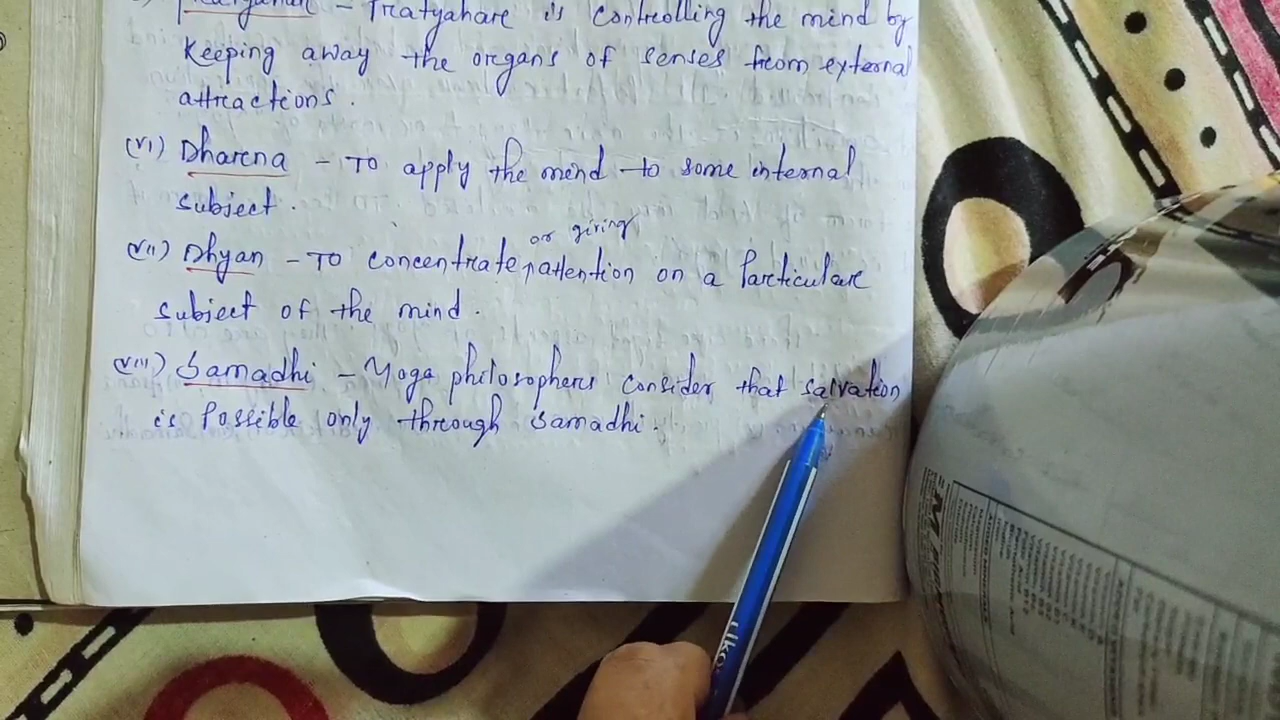 – Pratyahare is controlling the mind by
Keeping away the organs of senses from external
attractions.
(vi) Dharena – To apply the mind to some internal
subject.
or giving
(vii) Dhyan – To concentrate attention on a Particular
subject of the mind.
(viii) Samadhi – Yoga philosophers consider that salvation
is Possible only through Samadhi.